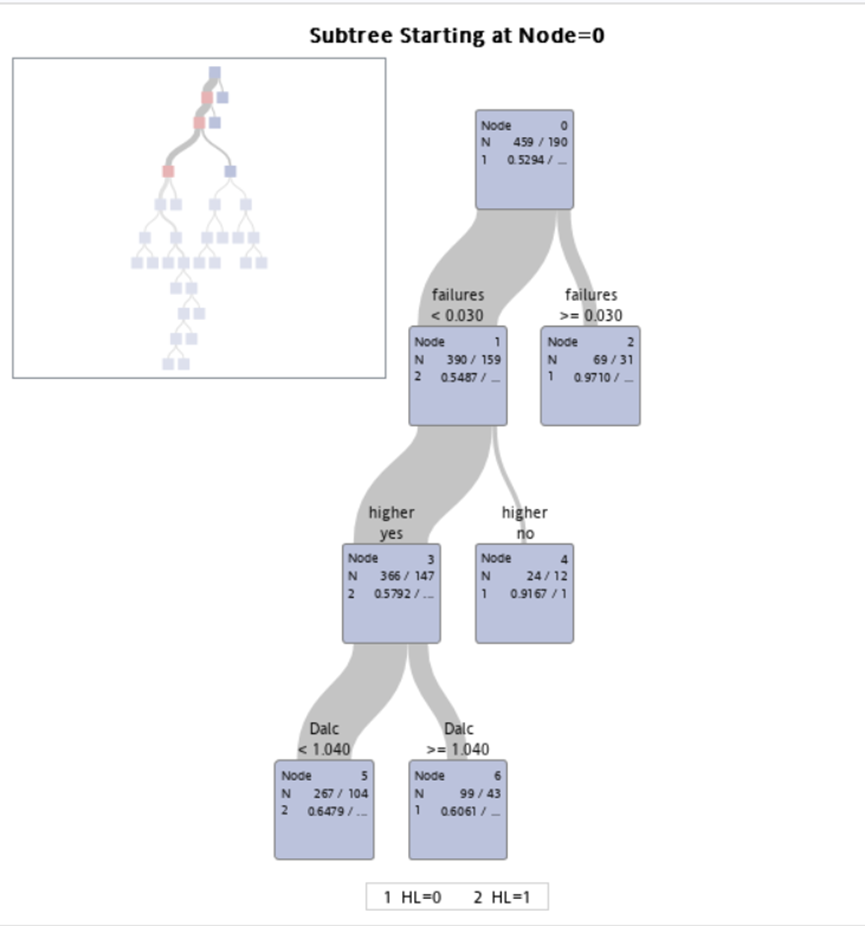 Subtree Starting at Node=0
Node 0
N 459 / 190
1 0.5294 / ...
failures
< 0.030
failures
>= 0.030
Node 1
N 390 / 159
2 0.5487 / ...
Node 2
N 69 / 31
1 0.9710 / ...
higher
yes
higher
no
Node 3
N 366 / 147
2 0.5792 / ...
Node 4
N 24 / 12
1 0.9167 / 1
Dalc
< 1.040
Dalc
>= 1.040
Node 5
N 267 / 104
2 0.6479 / ...
Node 6
N 99 / 43
1 0.6061 / ...
1 HL=0 2 HL=1